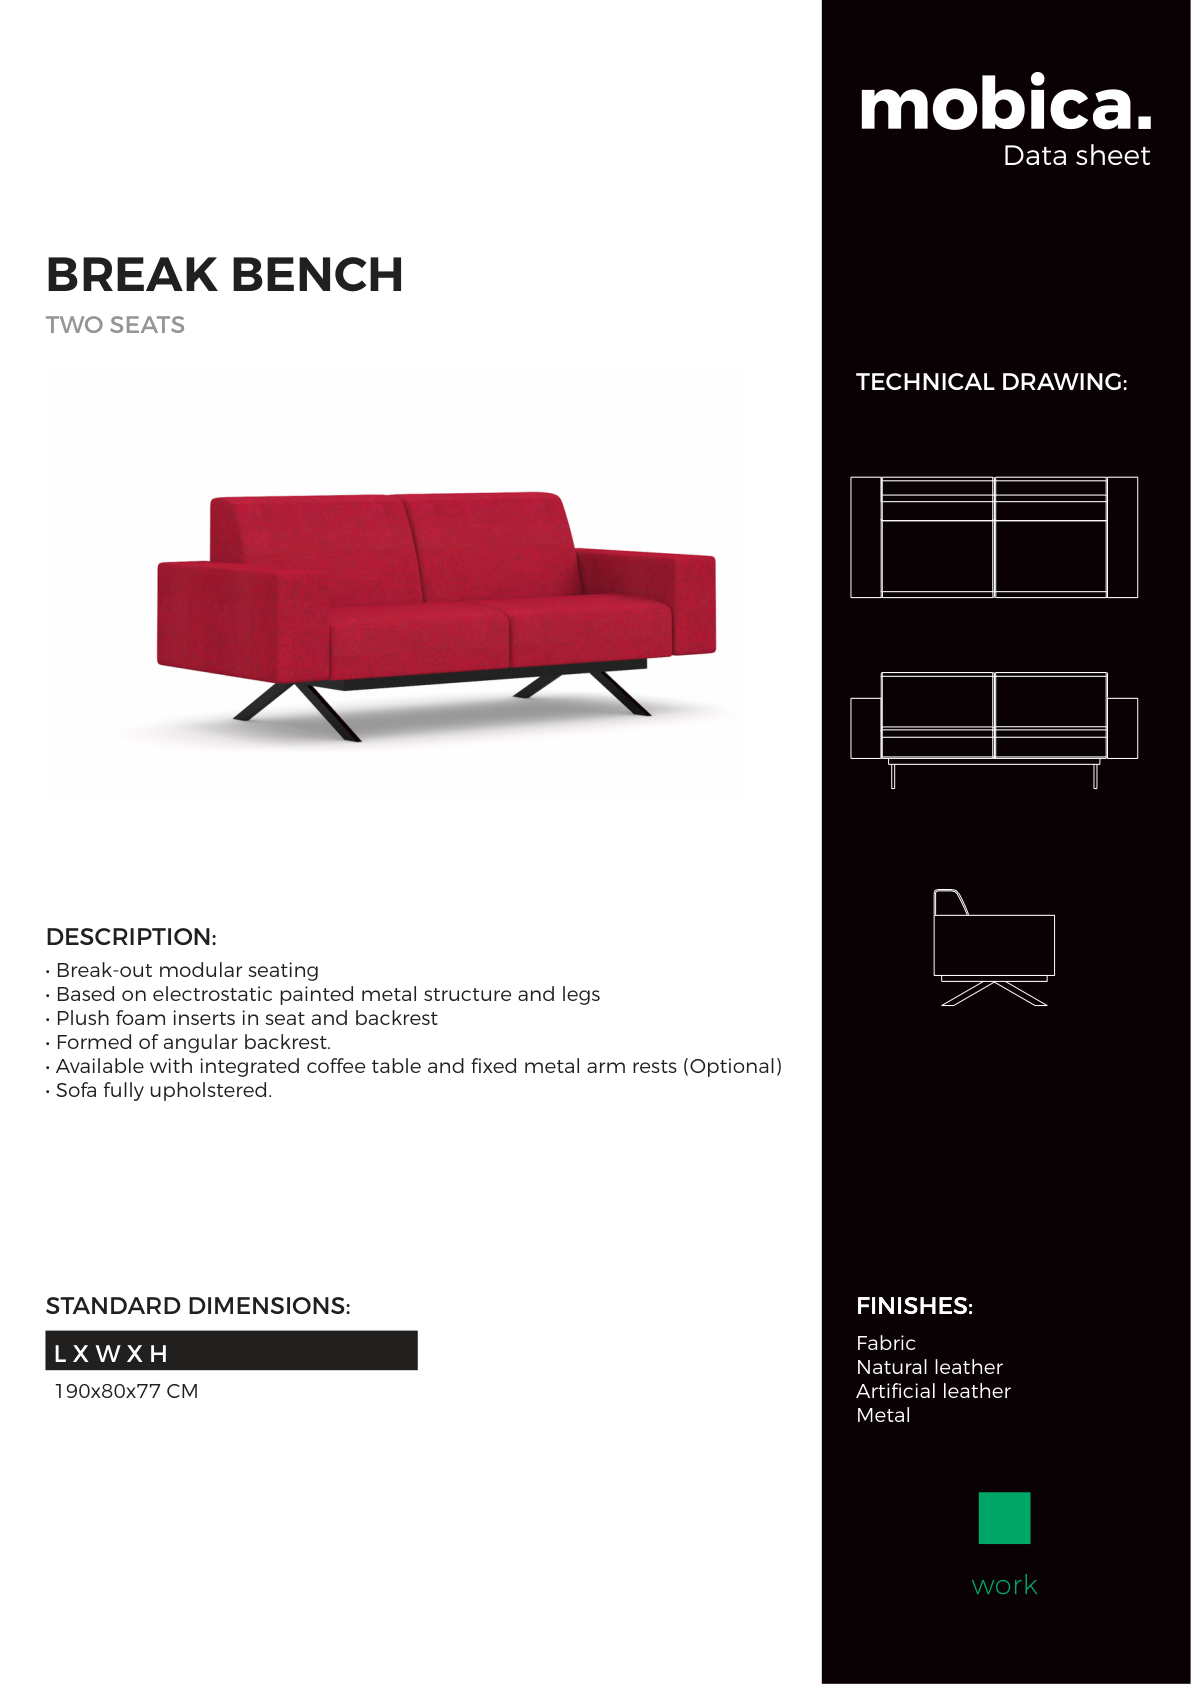 mobica.
Data sheet
BREAK BENCH
TWO SEATS
TECHNICAL DRAWING:
DESCRIPTION:
• Break-out modular seating
• Based on electrostatic painted metal structure and legs
• Plush foam inserts in seat and backrest
• Formed of angular backrest.
• Available with integrated coffee table and fixed metal arm rests (Optional)
• Sofa fully upholstered.
STANDARD DIMENSIONS:
L X W X H
190x80x77 CM
FINISHES:
Fabric
Natural leather
Artificial leather
Metal
work